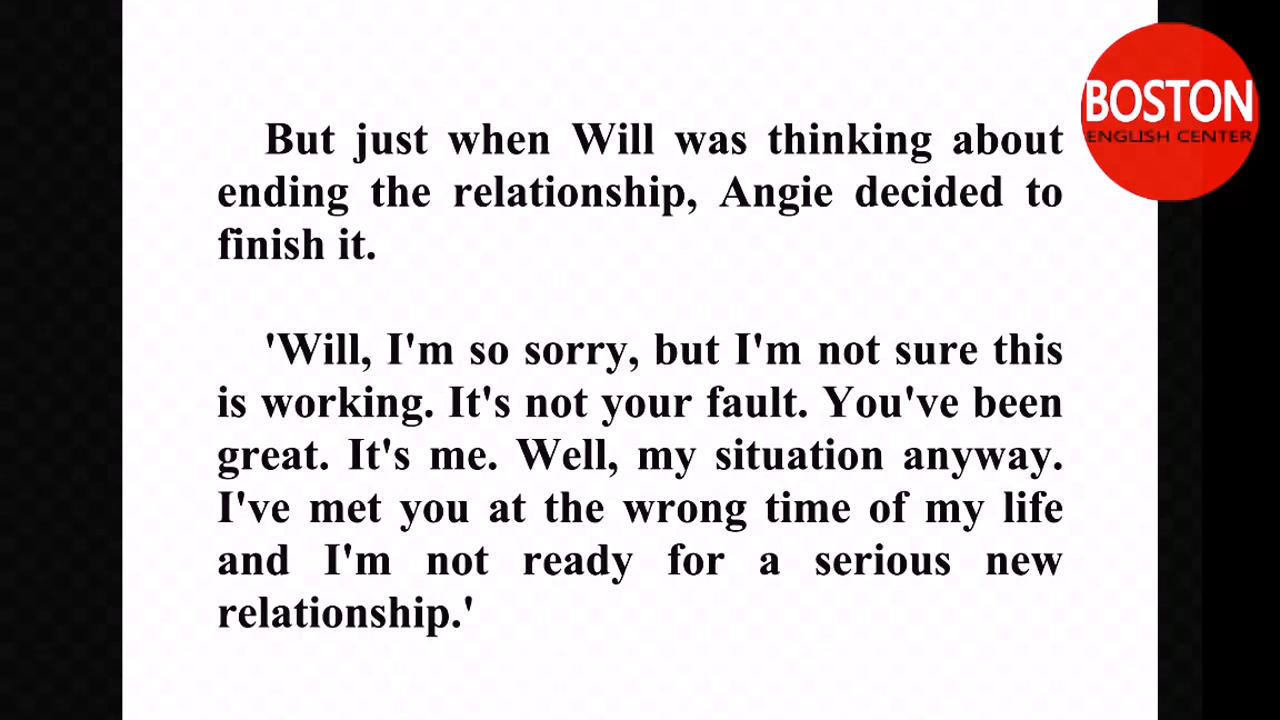 BOSTON
ENGLISH CENTER
But just when Will was thinking about
ending the relationship, Angie decided to
finish it.
'Will, I'm so sorry, but I'm not sure this
is working. It's not your fault. You've been
great. It's me. Well, my situation anyway.
I've met you at the wrong time of my life
and I'm not ready for a serious new
relationship.'